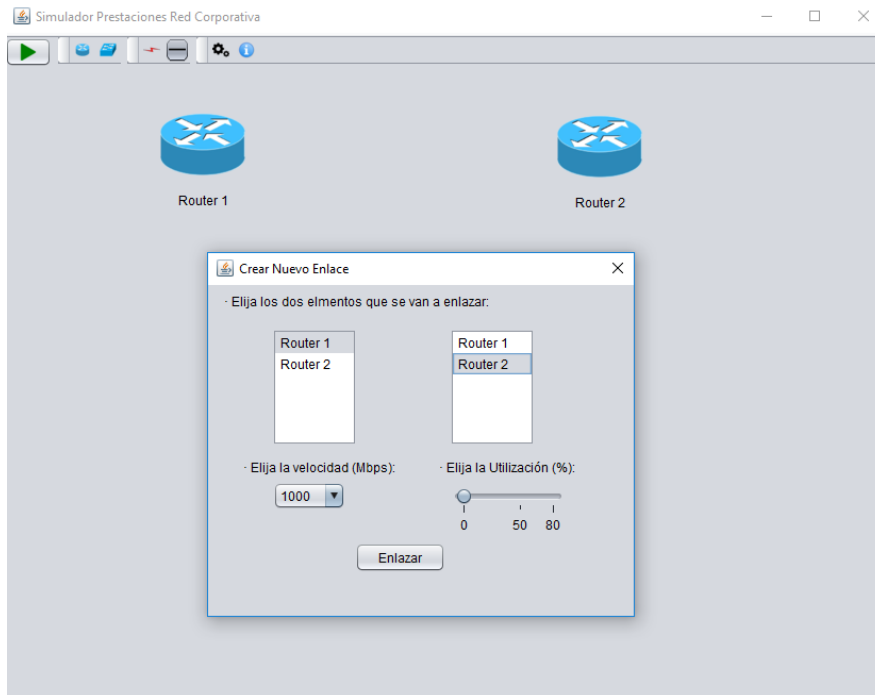 Simulador Prestaciones Red Corporativa
Router 1
Router 2
Crear Nuevo Enlace
· Elija los dos elmentos que se van a enlazar:
Router 1
Router 2
Router 1
Router 2
· Elija la velocidad (Mbps):
1000
· Elija la Utilización (%):
0 50 80
Enlazar